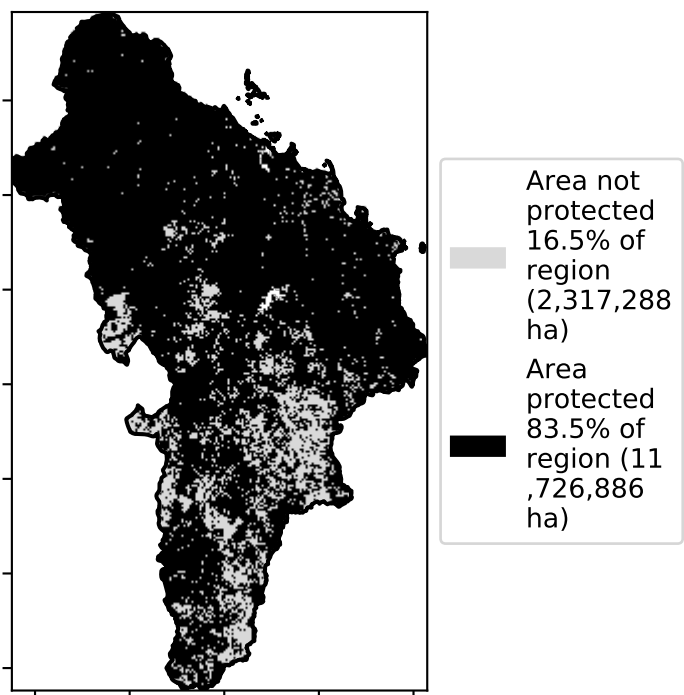 Area not
protected
16.5% of
region
(2,317,288
ha)
Area
protected
83.5% of
region (11
,726,886
ha)